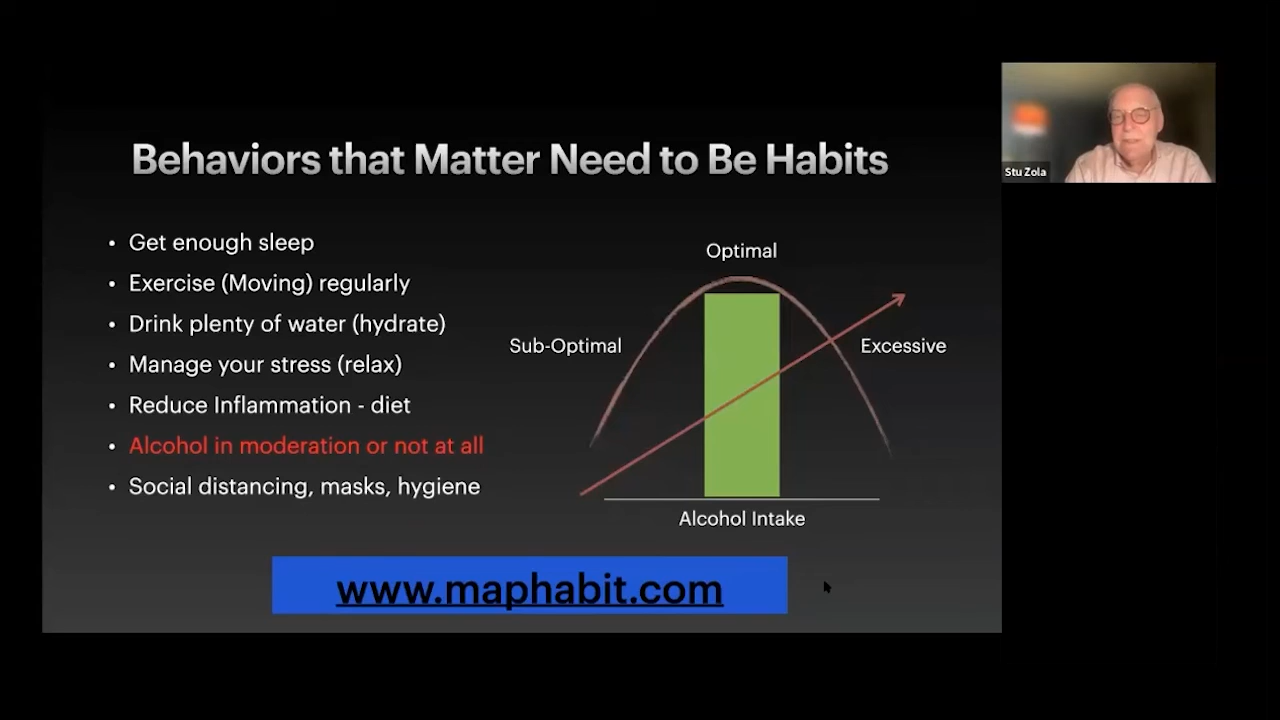 Behaviors that Matter Need to Be Habits
• Get enough sleep
• Exercise (Moving) regularly
• Drink plenty of water (hydrate)
• Manage your stress (relax)
• Reduce Inflammation - diet
• Alcohol in moderation or not at all
• Social distancing, masks, hygiene
Optimal
Sub-Optimal
Excessive
Alcohol Intake
www.maphabit.com
Stu Zola